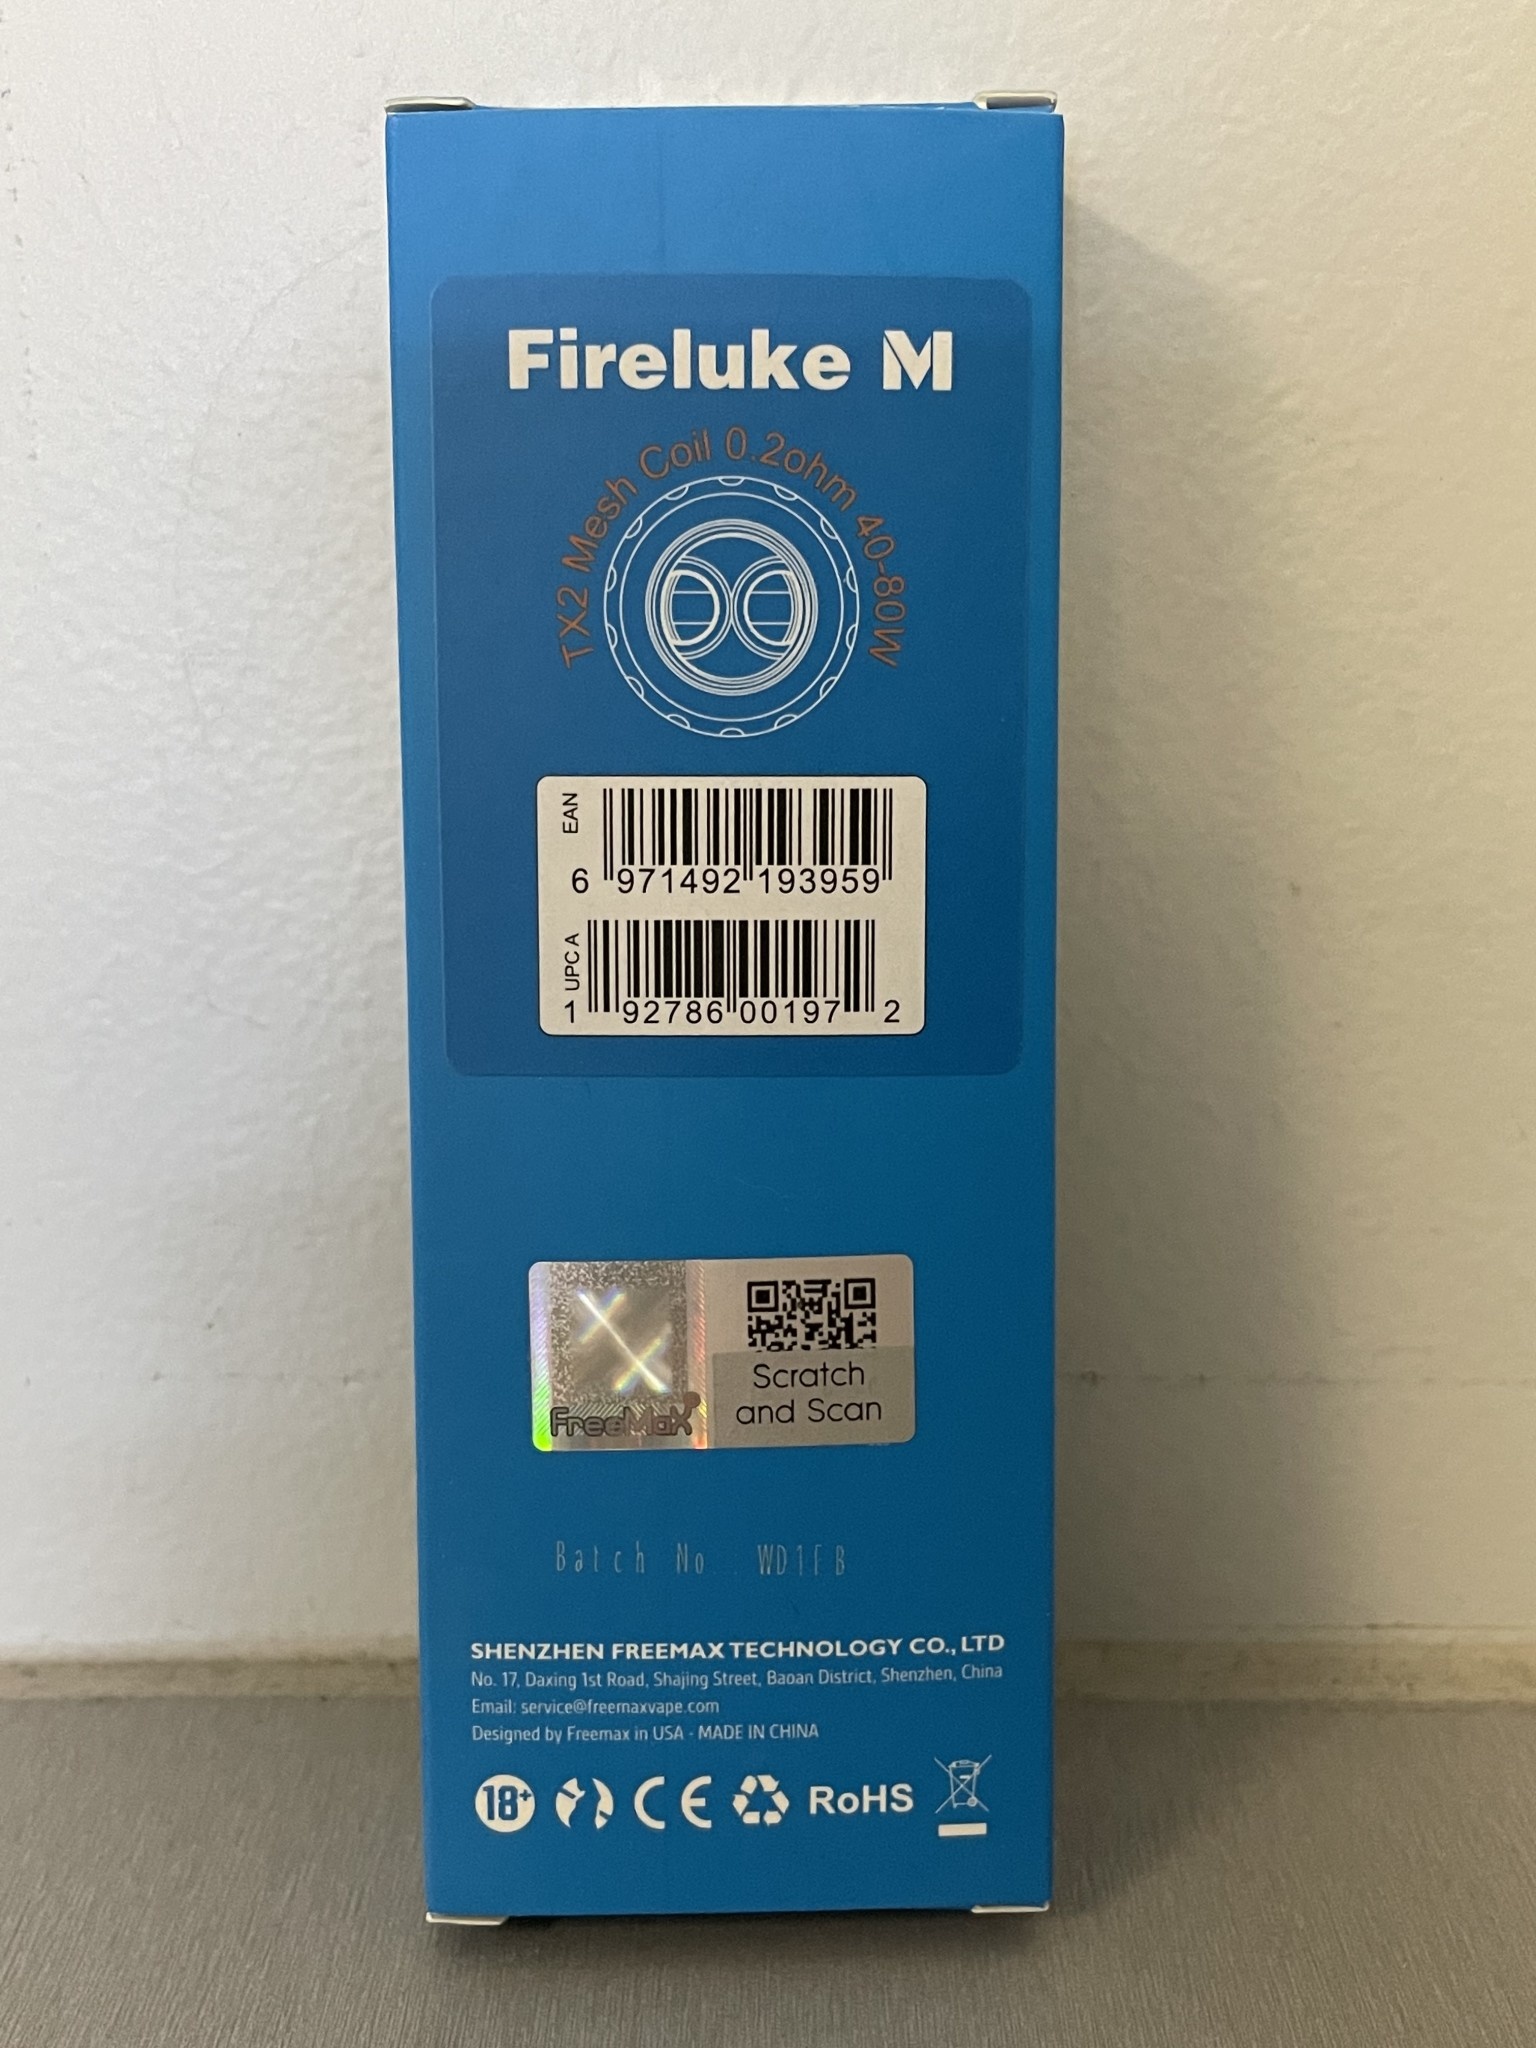 Fireluke M
TX2 Mesh Coil 0.2ohm 40-80W
EAN
6 971492 193959
UPC A
1 92786 00197 2
FreeMaX
Scratch
and Scan
Batch No. WD1FB
SHENZHEN FREEMAX TECHNOLOGY CO., LTD
No. 17, Daxing 1st Road, Shajing Street, Baoan District, Shenzhen, China
Email: service@freemaxvape.com
Designed by Freemax in USA - MADE IN CHINA
18+ CE RoHS